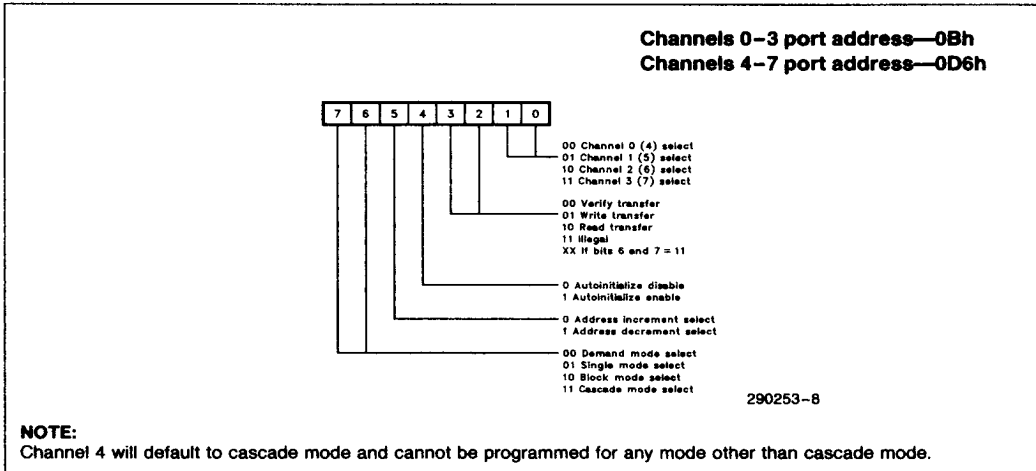 Channels 0–3 port address—0Bh
Channels 4–7 port address—0D6h
7 6 5 4 3 2 1 0
00 Channel 0 (4) select
01 Channel 1 (5) select
10 Channel 2 (6) select
11 Channel 3 (7) select
00 Verify transfer
01 Write transfer
10 Read transfer
11 Illegal
XX If bits 6 and 7 = 11
0 Autoinitialize disable
1 Autoinitialize enable
0 Address increment select
1 Address decrement select
00 Demand mode select
01 Single mode select
10 Block mode select
11 Cascade mode select
290253–8
NOTE:
Channel 4 will default to cascade mode and cannot be programmed for any mode other than cascade mode.